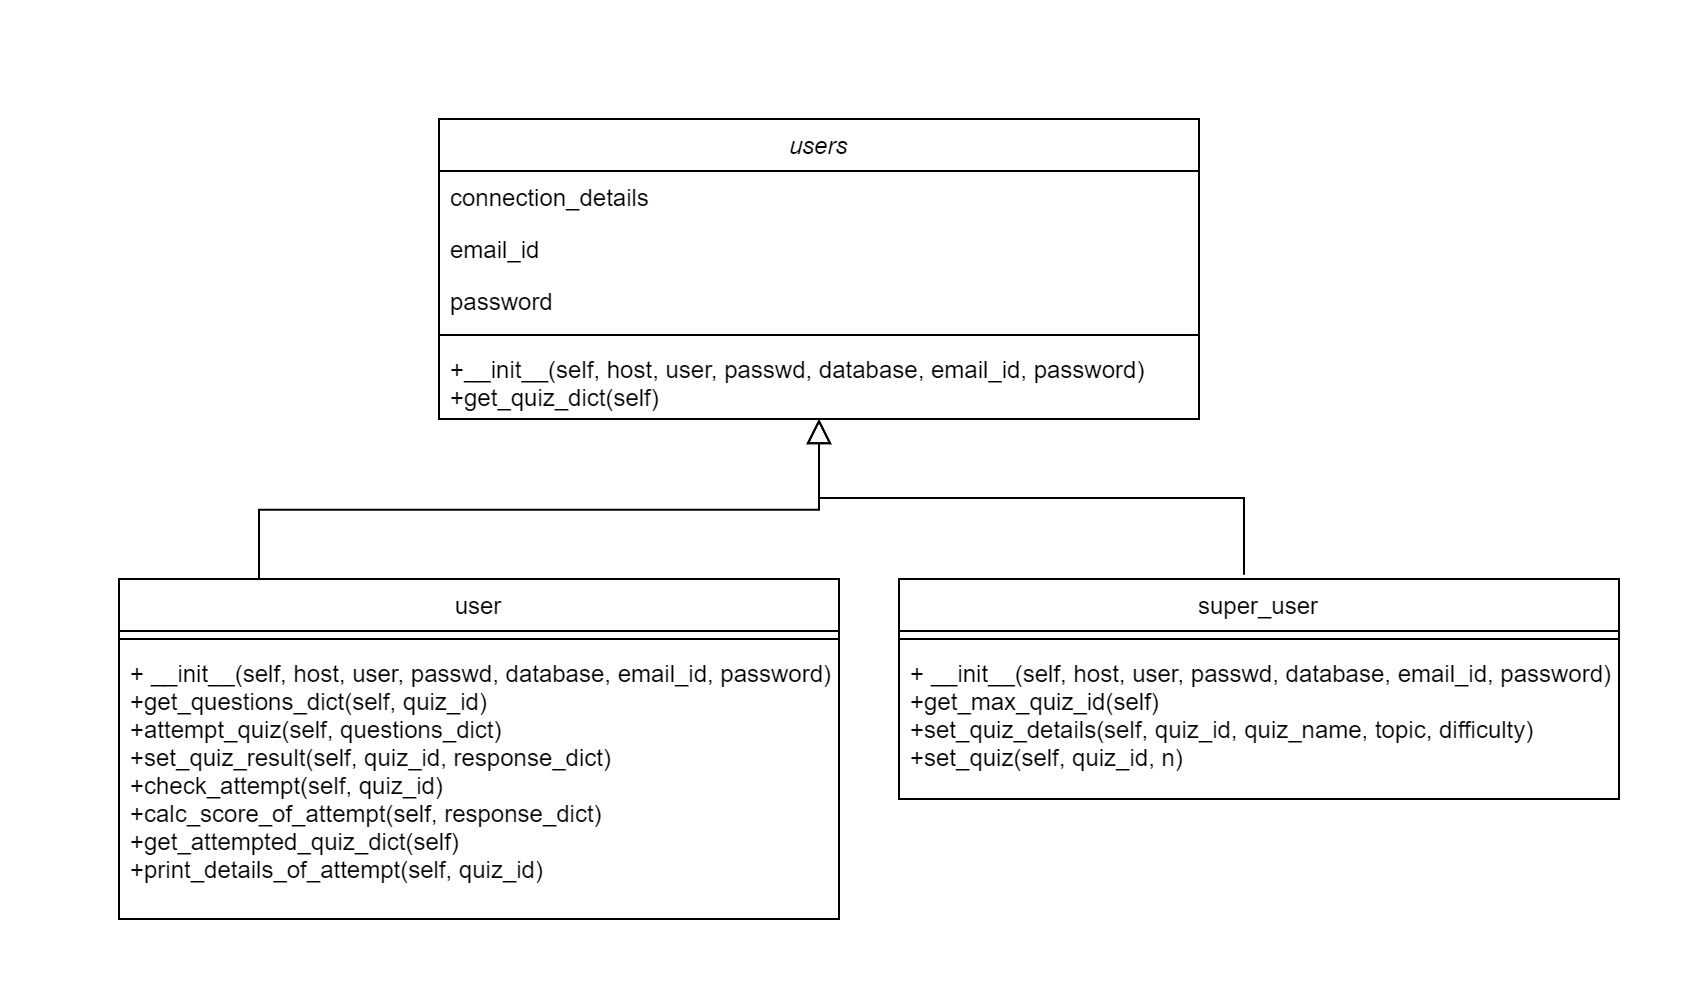 users
connection_details
email_id
password
+__init__(self, host, user, passwd, database, email_id, password)
+get_quiz_dict(self)
user
+ __init__(self, host, user, passwd, database, email_id, password)
+get_questions_dict(self, quiz_id)
+attempt_quiz(self, questions_dict)
+set_quiz_result(self, quiz_id, response_dict)
+check_attempt(self, quiz_id)
+calc_score_of_attempt(self, response_dict)
+get_attempted_quiz_dict(self)
+print_details_of_attempt(self, quiz_id)
super_user
+ __init__(self, host, user, passwd, database, email_id, password)
+get_max_quiz_id(self)
+set_quiz_details(self, quiz_id, quiz_name, topic, difficulty)
+set_quiz(self, quiz_id, n)